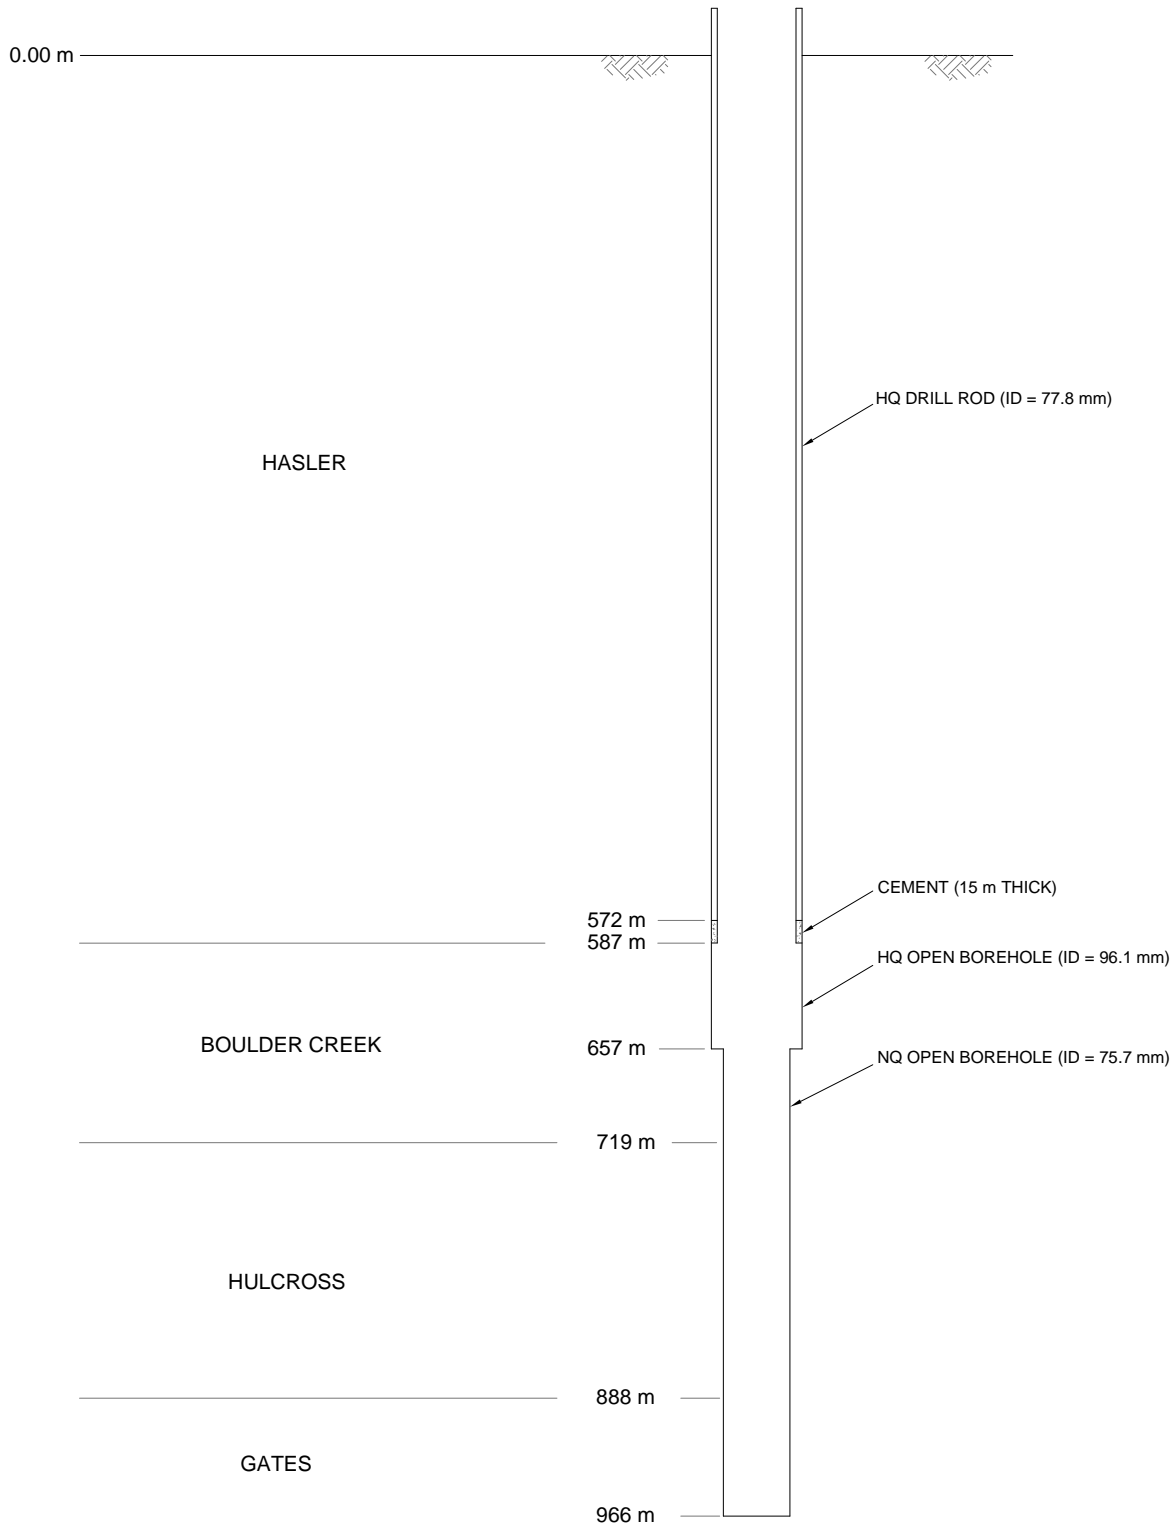 0.00 m
HQ DRILL ROD (ID = 77.8 mm)
HASLER
CEMENT (15 m THICK)
572 m
587 m
HQ OPEN BOREHOLE (ID = 96.1 mm)
BOULDER CREEK
657 m
NQ OPEN BOREHOLE (ID = 75.7 mm)
719 m
HULCROSS
888 m
GATES
966 m